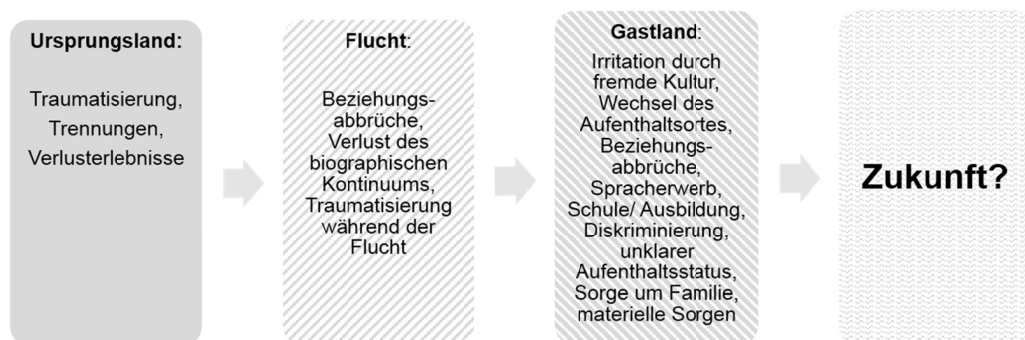 Ursprungsland:
Traumatisierung,
Trennungen,
Verlusterlebnisse
Flucht:
Beziehungs-
abbrüche,
Verlust des
biographischen
Kontinuums,
Traumatisierung
während der
Flucht
Gastland:
Irritation durch
fremde Kultur,
Wechsel des
Aufenthaltsortes,
Beziehungs-
abbrüche,
Spracherwerb,
Schule/ Ausbildung,
Diskriminierung,
unklarer
Aufenthaltsstatus,
Sorge um Familie,
materielle Sorgen
Zukunft?